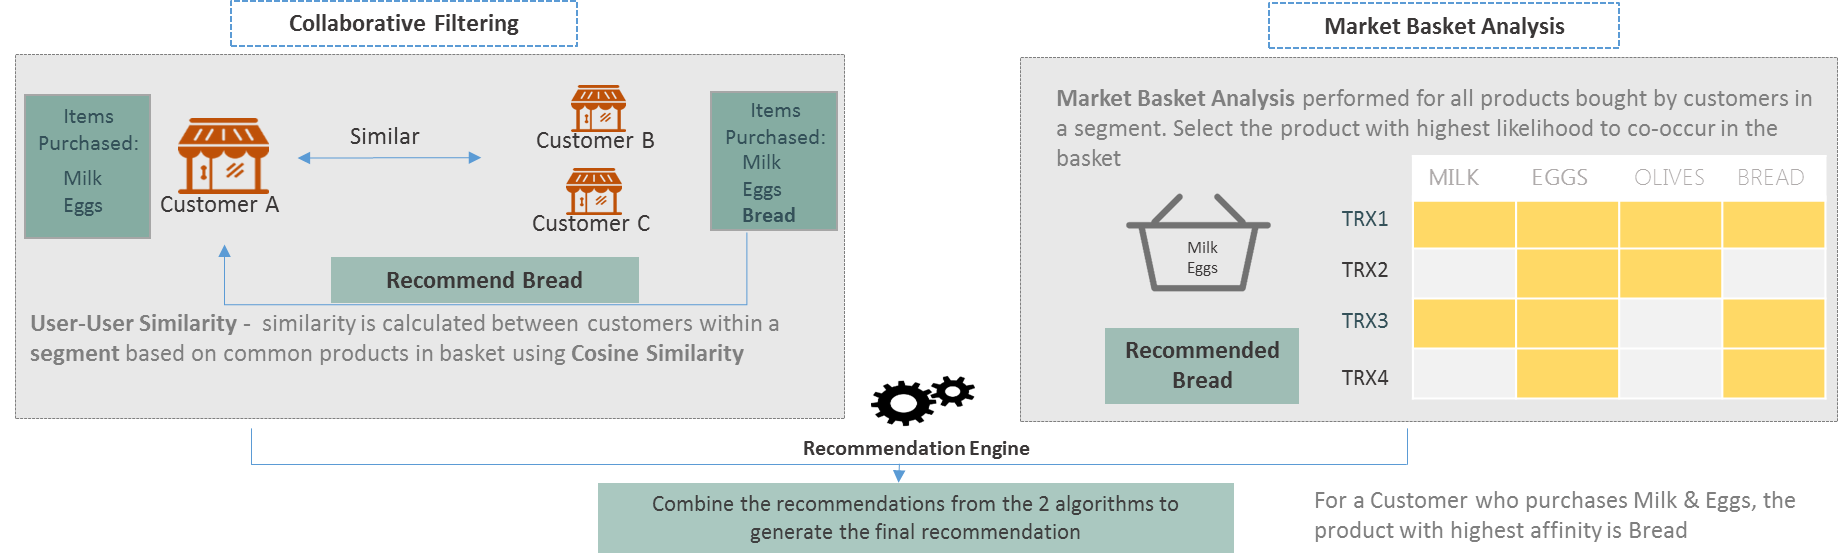 Collaborative Filtering
Items
Purchased:
Milk
Eggs
Customer A
Similar
Customer B
Customer C
Items
Purchased:
Milk
Eggs
Bread
Recommend Bread
User-User Similarity - similarity is calculated between customers within a
segment based on common products in basket using Cosine Similarity
Market Basket Analysis
Market Basket Analysis performed for all products bought by customers in
a segment. Select the product with highest likelihood to co-occur in the
basket
Milk
Eggs
Recommended
Bread
MILK EGGS OLIVES BREAD
TRX1
TRX2
TRX3
TRX4
Recommendation Engine
Combine the recommendations from the 2 algorithms to
generate the final recommendation
For a Customer who purchases Milk & Eggs, the
product with highest affinity is Bread